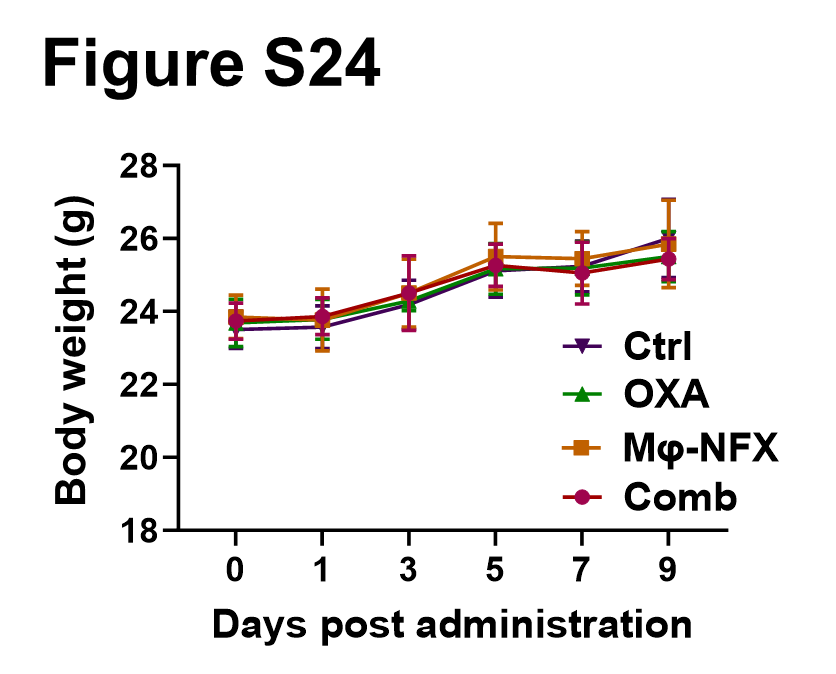 Figure S24
Body weight (g)
28
26
24
22
20
18
Ctrl
OXA
Mφ-NFX
Comb
0 1 3 5 7 9
Days post administration